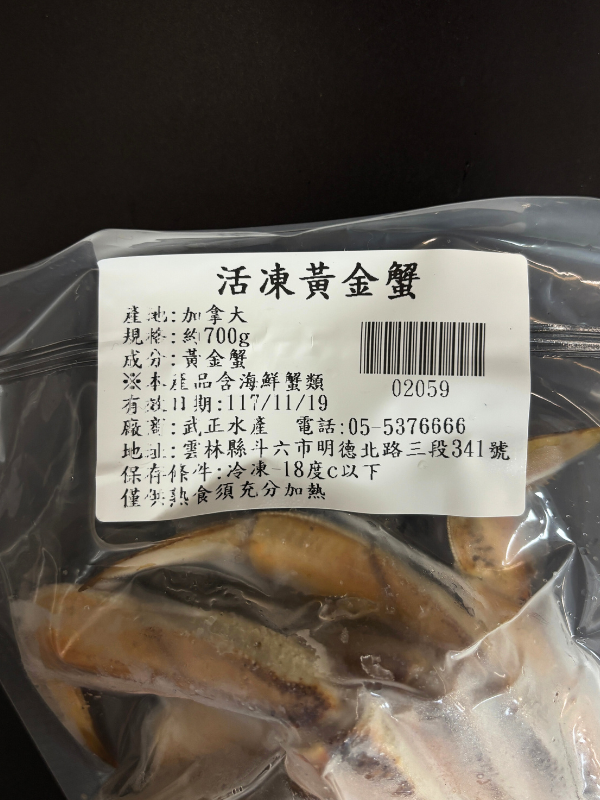 活凍黃金蟹
產地:加拿大
規格:約700g
成分:黃金蟹
※本產品含海鮮蟹類
02059
有效日期:117/11/19
廠商:武正水產 電話:05-5376666
地址:雲林縣斗六市明德北路三段341號
保存條件:冷凍-18度c以下
僅供熟食須充分加熱